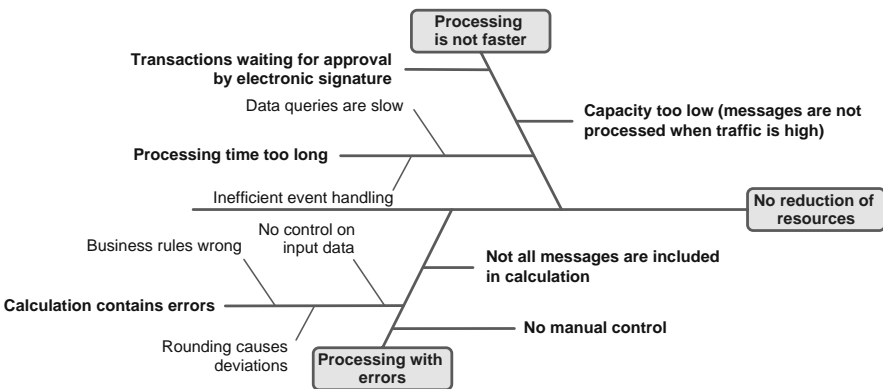 Processing
is not faster
Transactions waiting for approval
by electronic signature
Data queries are slow
Capacity too low (messages are not
processed when traffic is high)
Processing time too long
Inefficient event handling
No reduction of
resources
No control on
input data
Business rules wrong
Not all messages are included
in calculation
Calculation contains errors
No manual control
Rounding causes
deviations
Processing with
errors